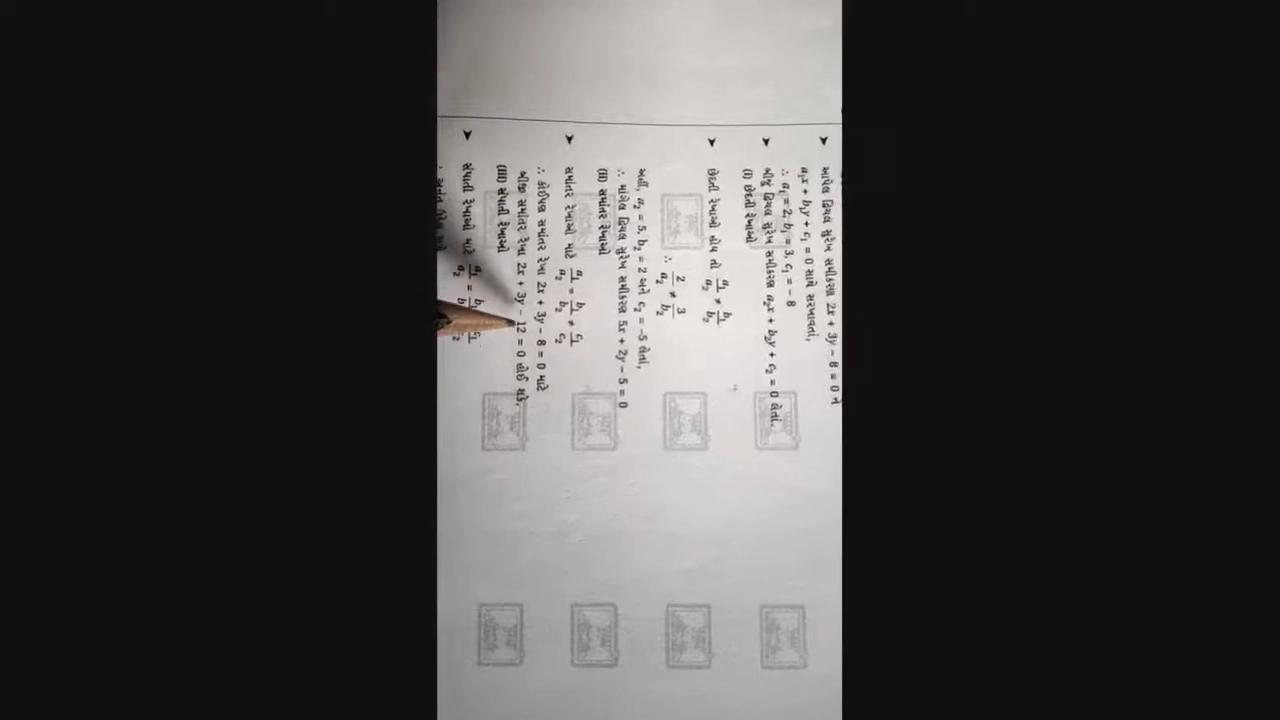 ➤ આપેલ દ્વિચલ સુરેખ સમીકરણ 2x + 3y – 8 = 0 ને
a₁x + b₁y + c₁ = 0 સાથે સરખાવતાં,
∴ a₁ = 2, b₁ = 3, c₁ = – 8
➤ બીજું દ્વિચલ સુરેખ સમીકરણ a₂x + b₂y + c₂ = 0 લેતાં,
(I) છેદતી રેખાઓ
➤ છેદતી રેખાઓ હોય તો a₁/a₂ ≠ b₁/b₂
∴ 2/a₂ ≠ 3/b₂
અહીં, a₂ = 5, b₂ = 2 અને c₂ = –5 લેતાં,
∴ માંગેલ દ્વિચલ સુરેખ સમીકરણ 5x + 2y – 5 = 0
(II) સમાંતર રેખાઓ
➤ સમાંતર રેખાઓ માટે a₁/a₂ = b₁/b₂ ≠ c₁/c₂
∴ કોઈપણ સમાંતર રેખા 2x + 3y – 8 = 0 માટે
બીજી સમાંતર રેખા 2x + 3y – 12 = 0 હોઈ શકે.
(III) સંપાતી રેખાઓ
➤ સંપાતી રેખાઓ માટે a₁/a₂ =